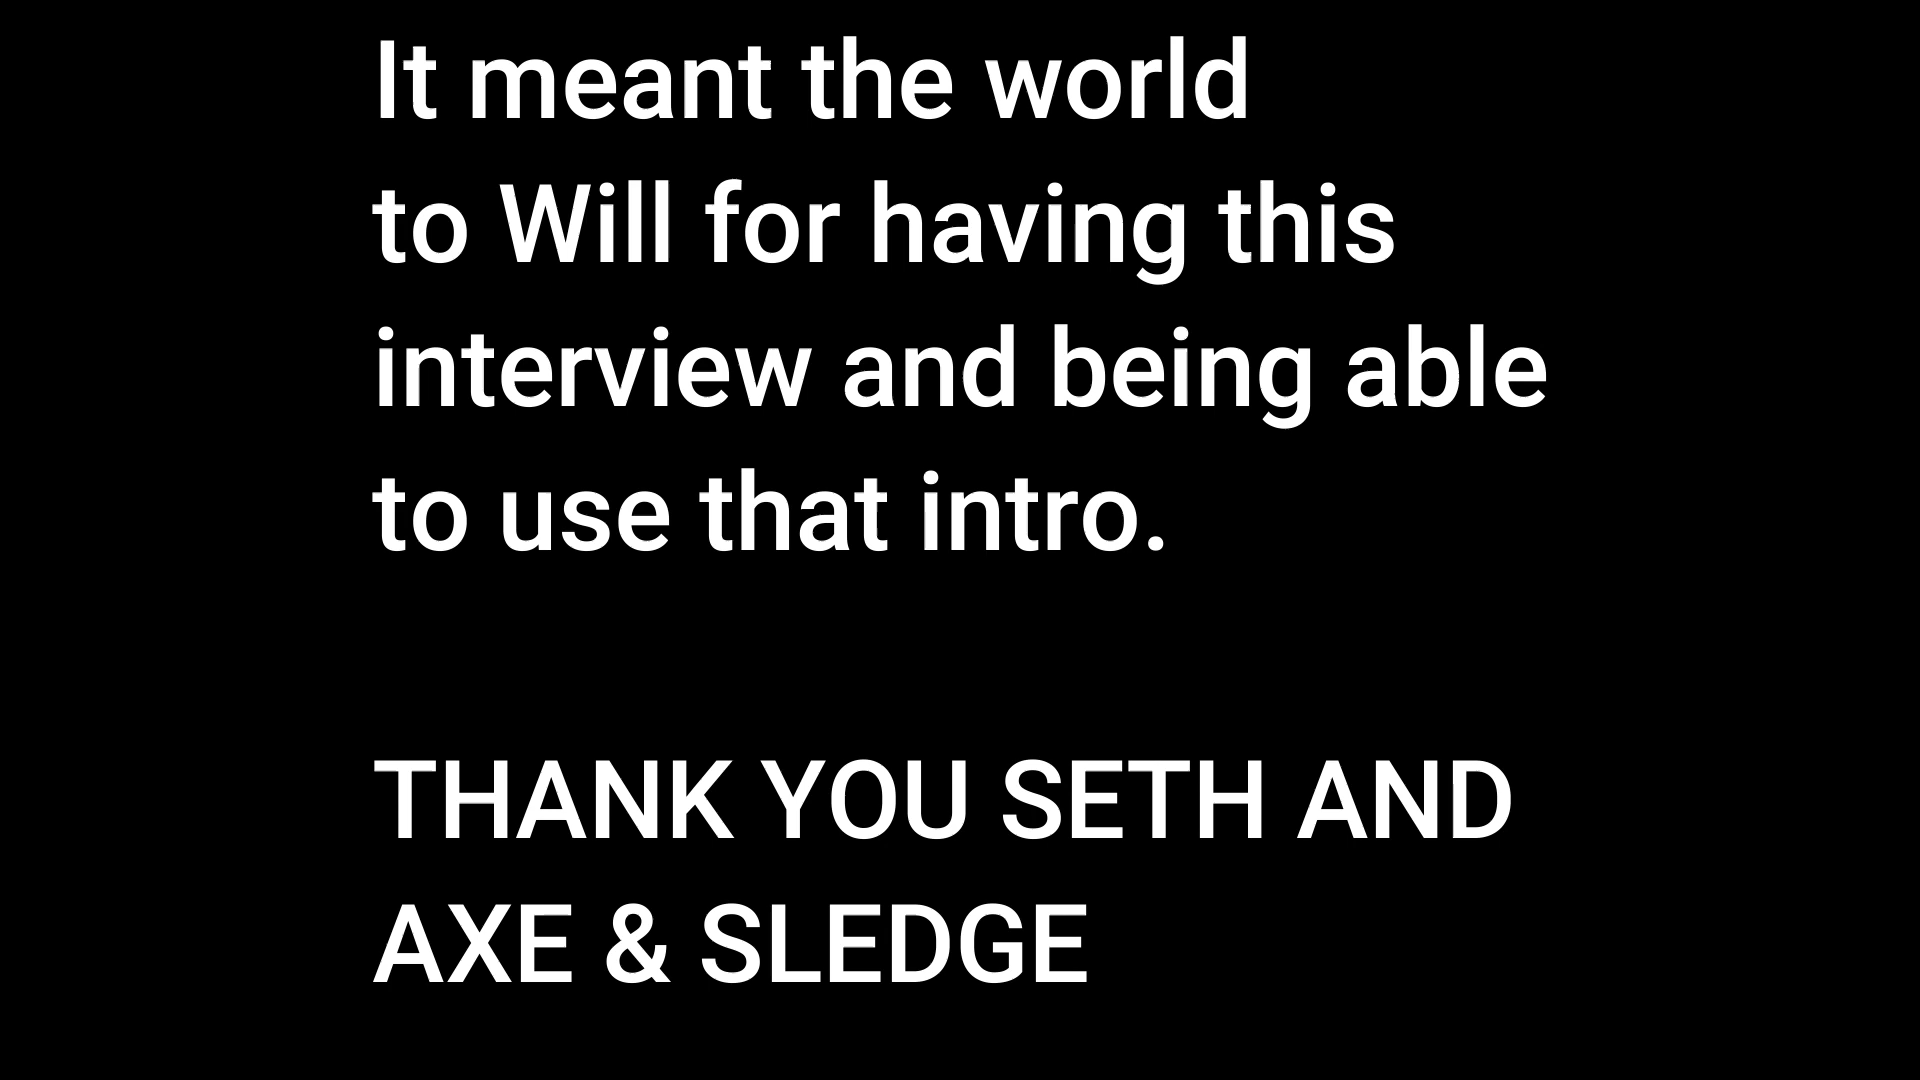 It meant the world
to Will for having this
interview and being able
to use that intro.
THANK YOU SETH AND
AXE & SLEDGE